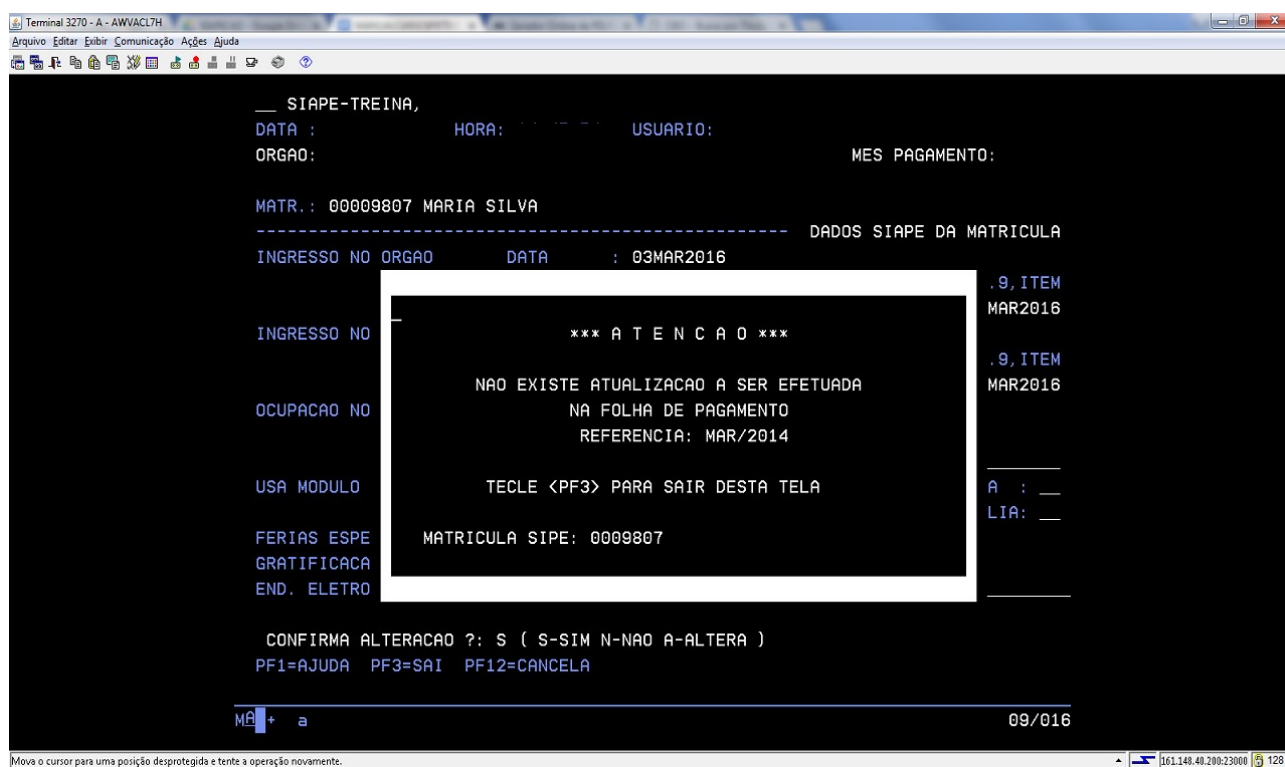 Terminal 3270 - A - AWVACL7H
Arquivo Editar Exibir Comunicação Ações Ajuda
__ SIAPE-TREINA,
DATA : HORA: USUARIO:
ORGAO: MES PAGAMENTO:
MATR.: 00009807 MARIA SILVA
--------------------------------------------------- DADOS SIAPE DA MATRICULA
INGRESSO NO ORGAO DATA : 03MAR2016
.9,ITEM
MAR2016
INGRESSO NO *** A T E N C A O ***
.9,ITEM
NAO EXISTE ATUALIZACAO A SER EFETUADA MAR2016
OCUPACAO NO NA FOLHA DE PAGAMENTO
REFERENCIA: MAR/2014
USA MODULO TECLE <PF3> PARA SAIR DESTA TELA A : __
LIA: __
FERIAS ESPE MATRICULA SIPE: 0009807
GRATIFICACA
END. ELETRO
CONFIRMA ALTERACAO ?: S ( S-SIM N-NAO A-ALTERA )
PF1=AJUDA PF3=SAI PF12=CANCELA
MA + a 09/016
Mova o cursor para uma posição desprotegida e tente a operação novamente. 161.148.40.200:23000 128